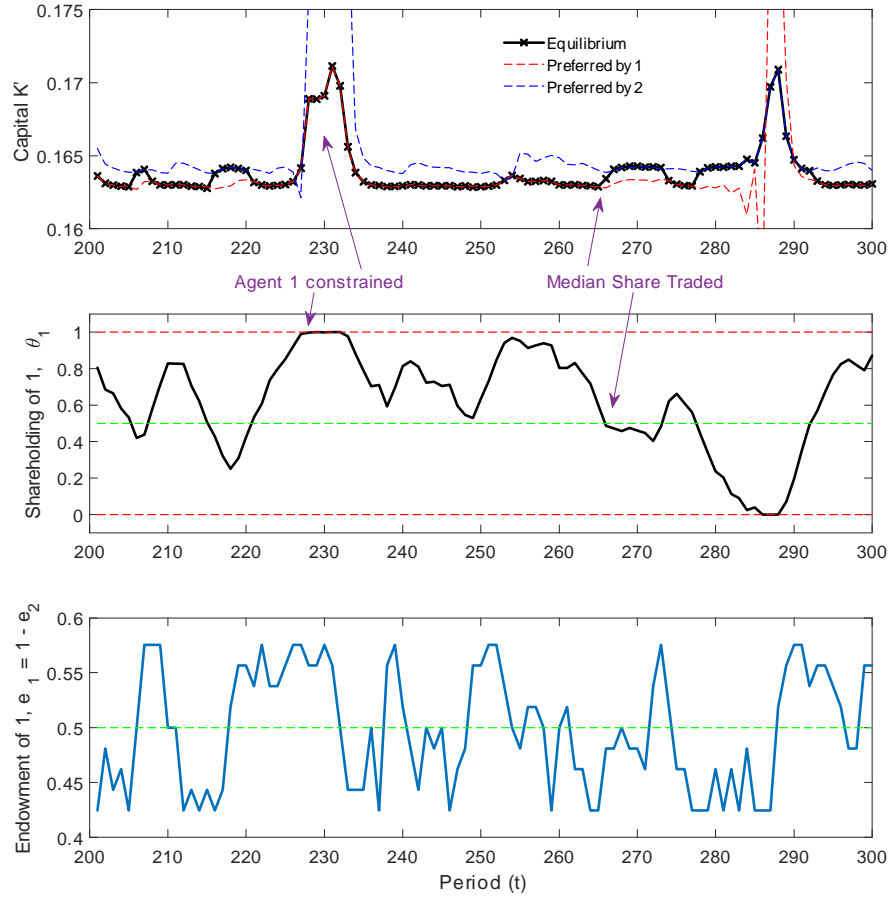 0.175
0.17
0.165
0.16
Capital K'
Equilibrium
Preferred by 1
Preferred by 2
200 210 220 230 240 250 260 270 280 290 300
Agent 1 constrained
Median Share Traded
1
0.8
0.6
0.4
0.2
0
Shareholding of 1, θ1
200 210 220 230 240 250 260 270 280 290 300
0.6
0.55
0.5
0.45
0.4
Endowment of 1, e1 = 1 - e2
200 210 220 230 240 250 260 270 280 290 300
Period (t)